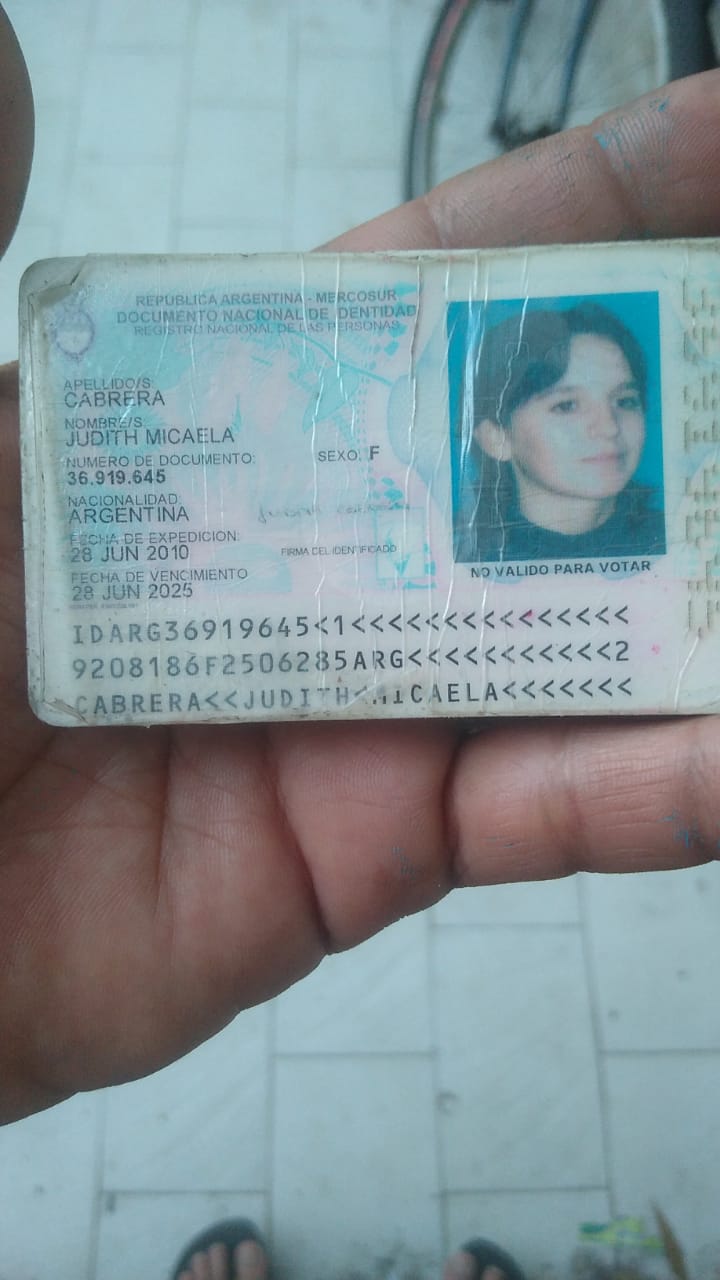 REPUBLICA ARGENTINA - MERCOSUR
DOCUMENTO NACIONAL DE IDENTIDAD
REGISTRO NACIONAL DE LAS PERSONAS
APELLIDO/S:
CABRERA
NOMBRE/S:
JUDITH MICAELA
NUMERO DE DOCUMENTO:
SEXO: F
36.919.645
NACIONALIDAD:
ARGENTINA
FECHA DE EXPEDICION:
28 JUN 2010
FIRMA DEL IDENTIFICADO
FECHA DE VENCIMIENTO
28 JUN 2025
NO VALIDO PARA VOTAR
IDARG36919645<1<<<<<<<<<<<<<<<
9208186F2506285ARG<<<<<<<<<<<2
CABRERA<<JUDITH<MICAELA<<<<<<<